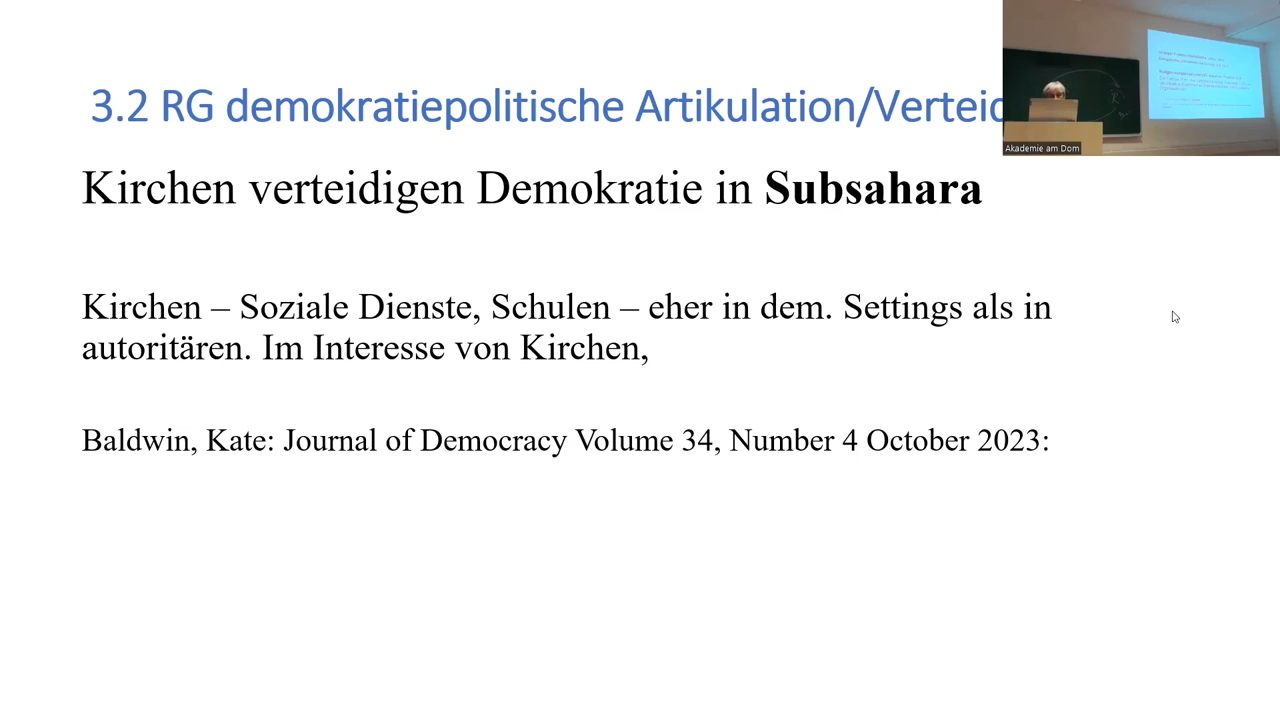 3.2 RG demokratiepolitische Artikulation/Verteid
Akademie am Dom
Kirchen verteidigen Demokratie in Subsahara
Kirchen – Soziale Dienste, Schulen – eher in dem. Settings als in
autoritären. Im Interesse von Kirchen,
Baldwin, Kate: Journal of Democracy Volume 34, Number 4 October 2023: